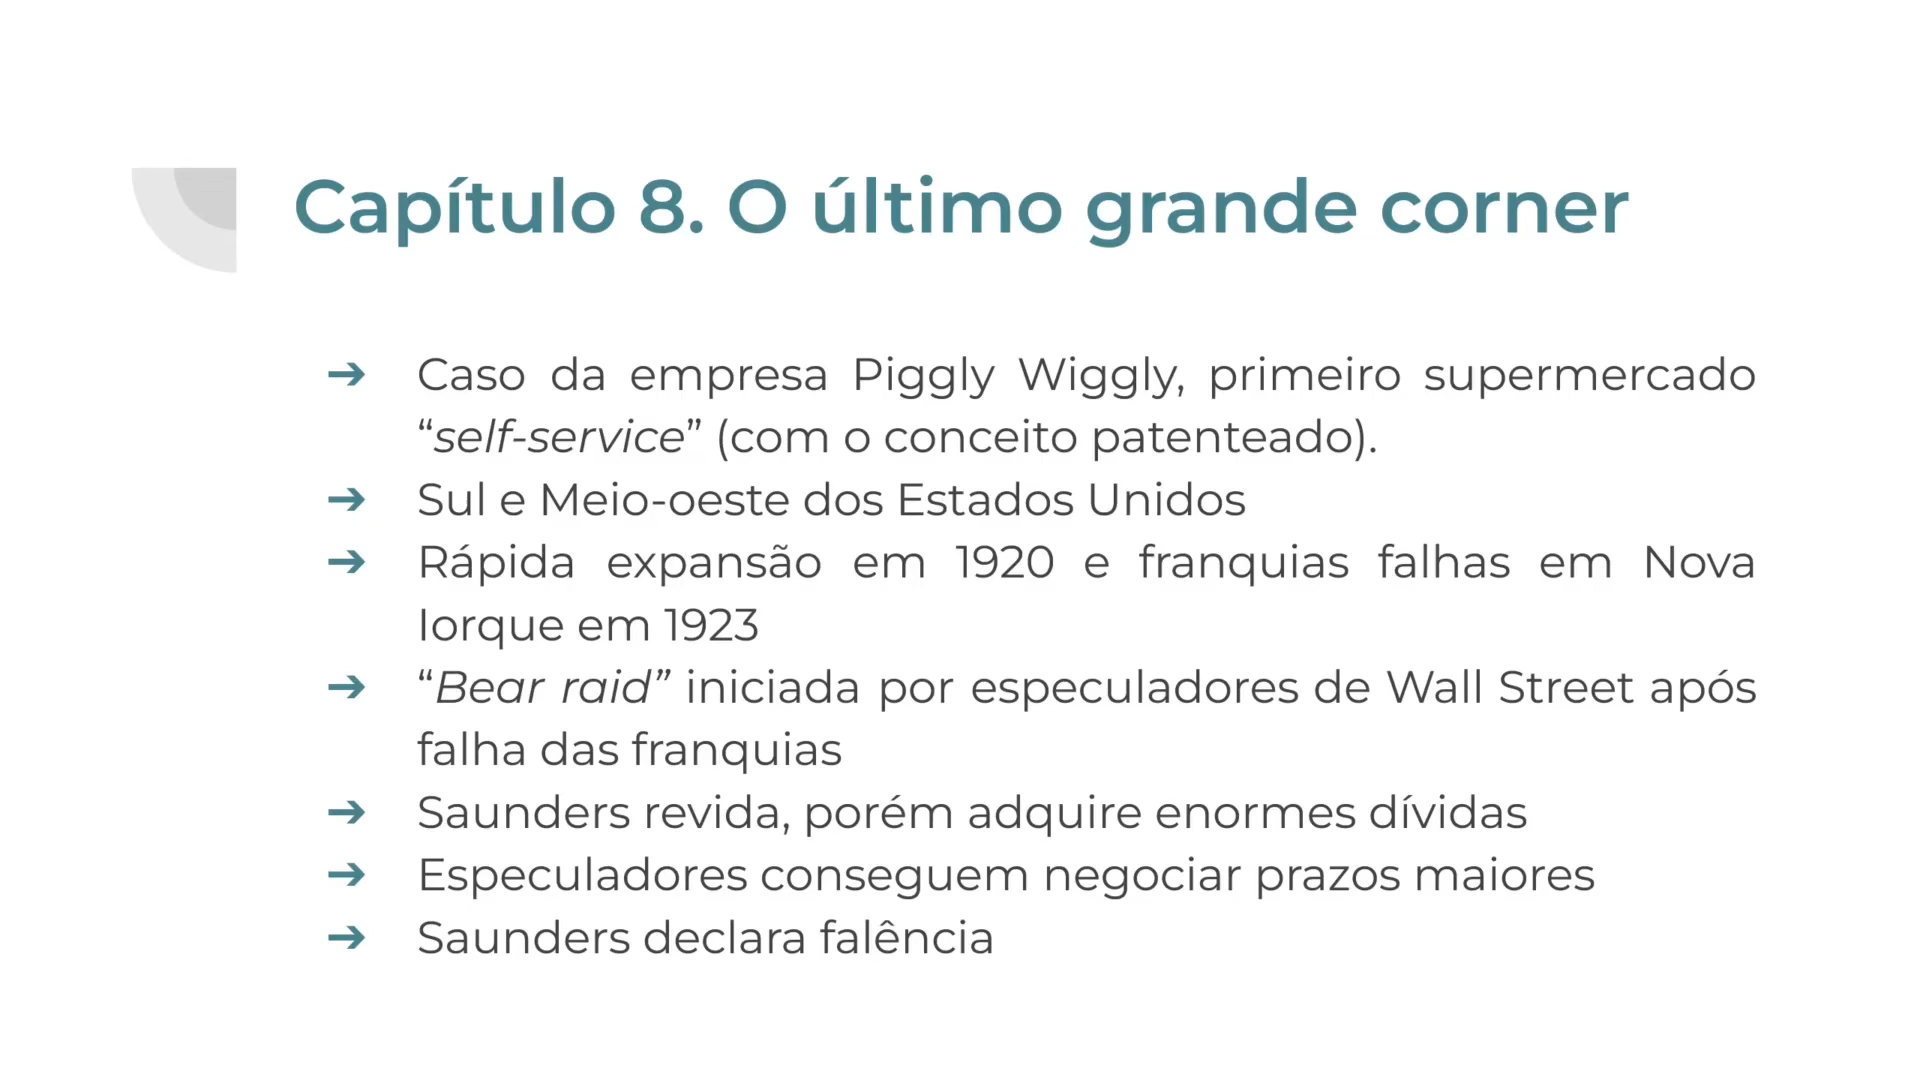 Capítulo 8. O último grande corner
➔ Caso da empresa Piggly Wiggly, primeiro supermercado
“self-service” (com o conceito patenteado).
➔ Sul e Meio-oeste dos Estados Unidos
➔ Rápida expansão em 1920 e franquias falhas em Nova
Iorque em 1923
➔ “Bear raid” iniciada por especuladores de Wall Street após
falha das franquias
➔ Saunders revida, porém adquire enormes dívidas
➔ Especuladores conseguem negociar prazos maiores
➔ Saunders declara falência